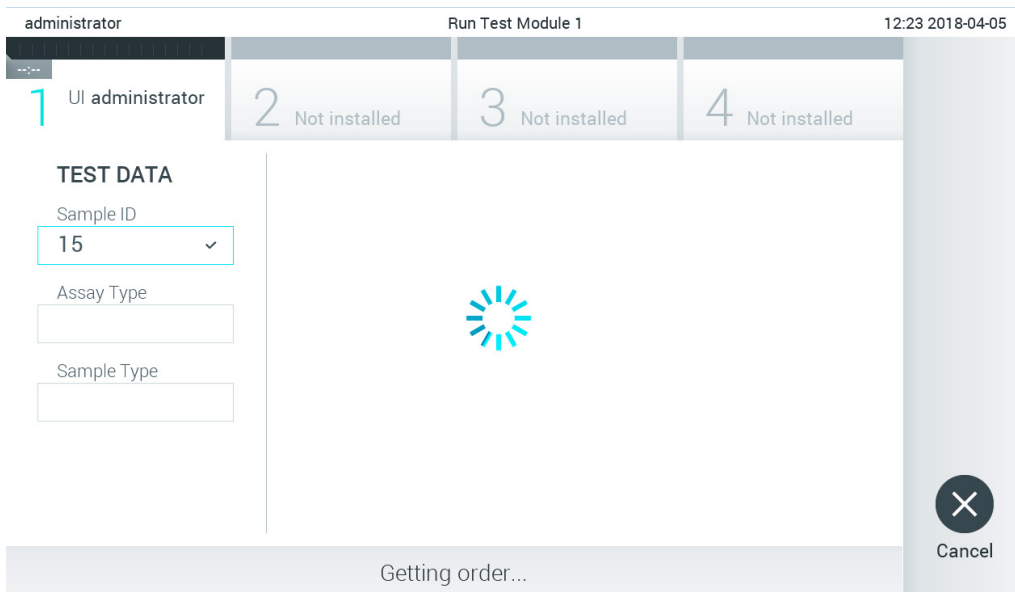 administrator
Run Test Module 1
12:23 2018-04-05
--:--
1 UI administrator
2 Not installed
3 Not installed
4 Not installed
TEST DATA
Sample ID
15
Assay Type
Sample Type
Cancel
Getting order...